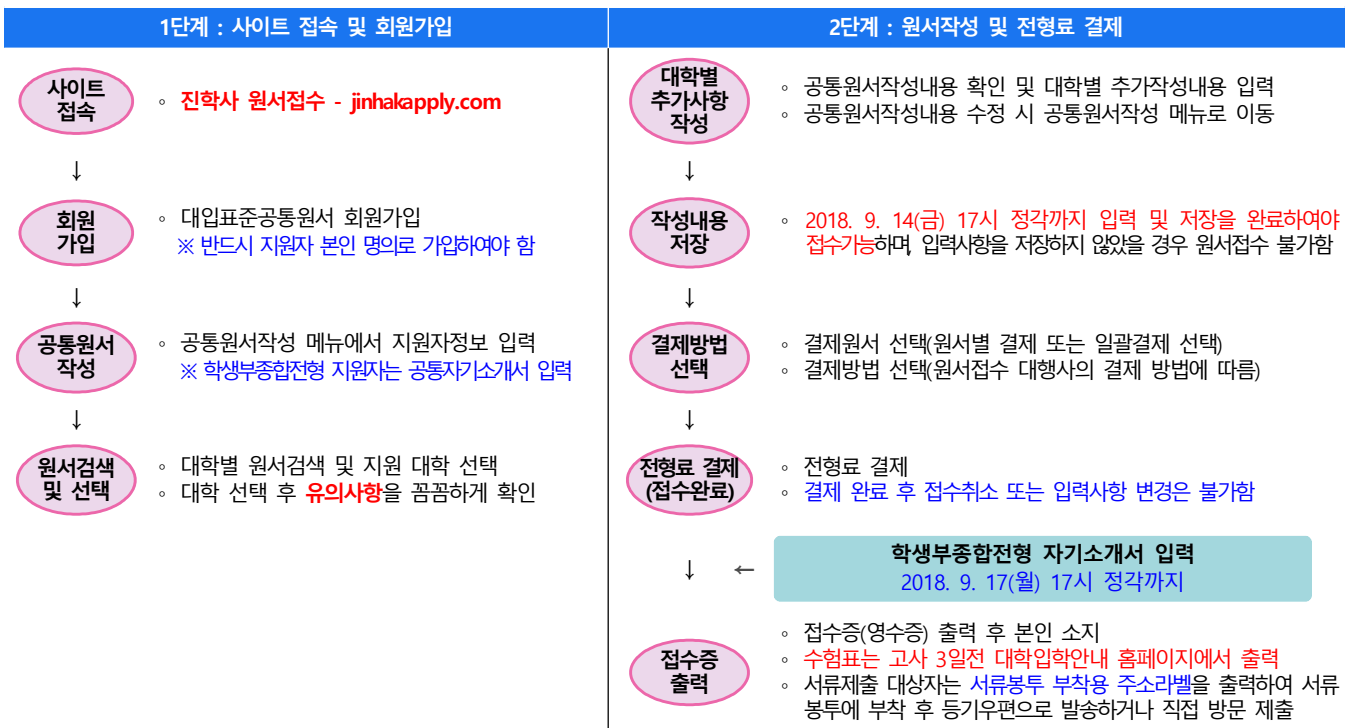 1단계 : 사이트 접속 및 회원가입
사이트
접속
◦ 진학사 원서접수 - jinhakapply.com
↓
회원
가입
◦ 대입표준공통원서 회원가입
※ 반드시 지원자 본인 명의로 가입하여야 함
↓
공통원서
작성
◦ 공통원서작성 메뉴에서 지원자정보 입력
※ 학생부종합전형 지원자는 공통자기소개서 입력
↓
원서검색
및 선택
◦ 대학별 원서검색 및 지원 대학 선택
◦ 대학 선택 후 유의사항을 꼼꼼하게 확인
2단계 : 원서작성 및 전형료 결제
대학별
추가사항
작성
◦ 공통원서작성내용 확인 및 대학별 추가작성내용 입력
◦ 공통원서작성내용 수정 시 공통원서작성 메뉴로 이동
↓
작성내용
저장
◦ 2018. 9. 14(금) 17시 정각까지 입력 및 저장을 완료하여야
접수가능하며, 입력사항을 저장하지 않았을 경우 원서접수 불가함
↓
결제방법
선택
◦ 결제원서 선택(원서별 결제 또는 일괄결제 선택)
◦ 결제방법 선택(원서접수 대행사의 결제 방법에 따름)
↓
전형료 결제
(접수완료)
◦ 전형료 결제
◦ 결제 완료 후 접수취소 또는 입력사항 변경은 불가함
↓ ←
학생부종합전형 자기소개서 입력
2018. 9. 17(월) 17시 정각까지
접수증
출력
◦ 접수증(영수증) 출력 후 본인 소지
◦ 수험표는 고사 3일전 대학입학안내 홈페이지에서 출력
◦ 서류제출 대상자는 서류봉투 부착용 주소라벨을 출력하여 서류
봉투에 부착 후 등기우편으로 발송하거나 직접 방문 제출